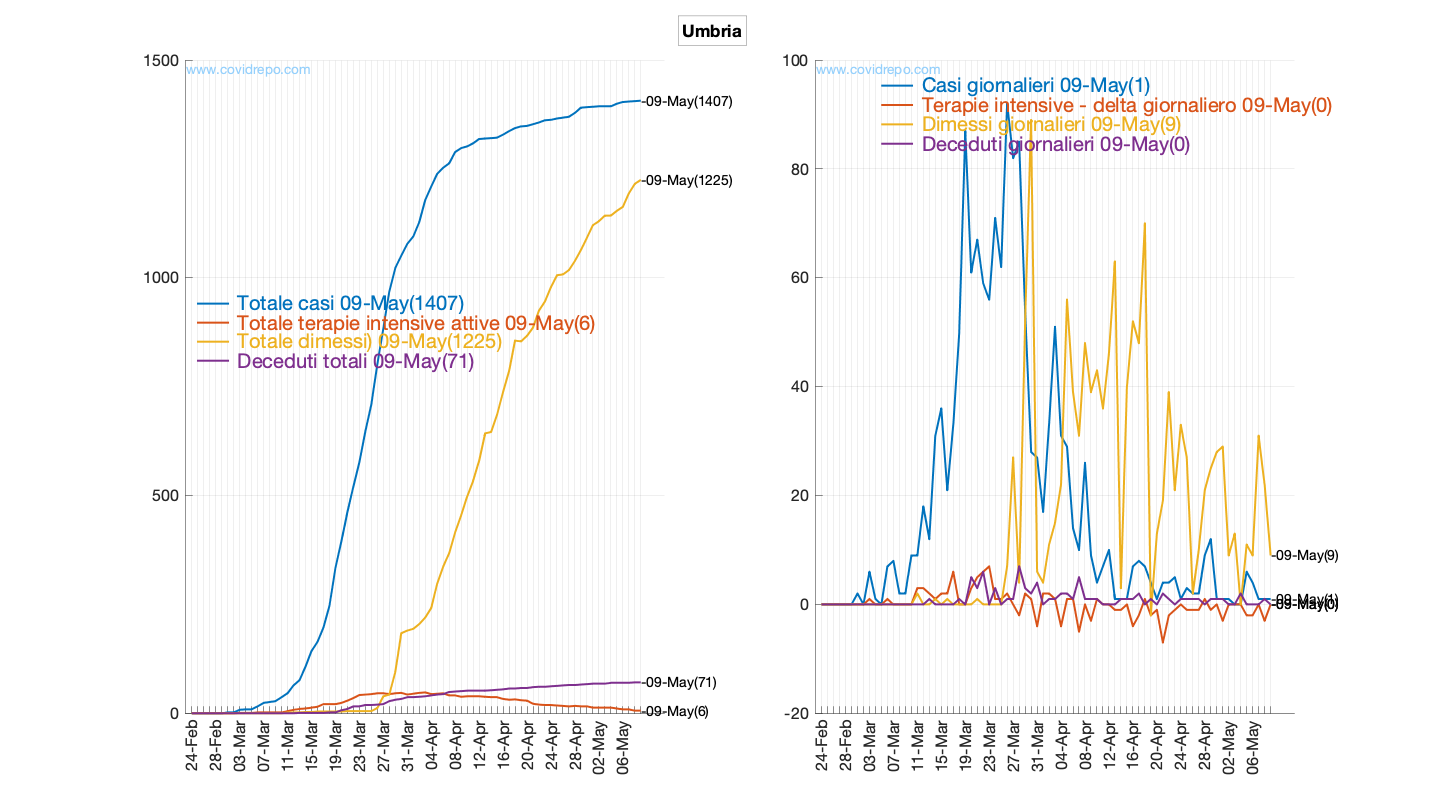 Umbria
1500
1000
500
0
www.covidrepo.com
Totale casi 09-May(1407)
Totale terapie intensive attive 09-May(6)
Totale dimessi) 09-May(1225)
Deceduti totali 09-May(71)
-09-May(1407)
-09-May(1225)
-09-May(71)
-09-May(6)
24-Feb
28-Feb
03-Mar
07-Mar
11-Mar
15-Mar
19-Mar
23-Mar
27-Mar
31-Mar
04-Apr
08-Apr
12-Apr
16-Apr
20-Apr
24-Apr
28-Apr
02-May
06-May
100
80
60
40
20
0
-20
www.covidrepo.com
Casi giornalieri 09-May(1)
Terapie intensive - delta giornaliero 09-May(0)
Dimessi giornalieri 09-May(9)
Deceduti giornalieri 09-May(0)
-09-May(9)
-09-May(1)
-09-May(0)
24-Feb
28-Feb
03-Mar
07-Mar
11-Mar
15-Mar
19-Mar
23-Mar
27-Mar
31-Mar
04-Apr
08-Apr
12-Apr
16-Apr
20-Apr
24-Apr
28-Apr
02-May
06-May